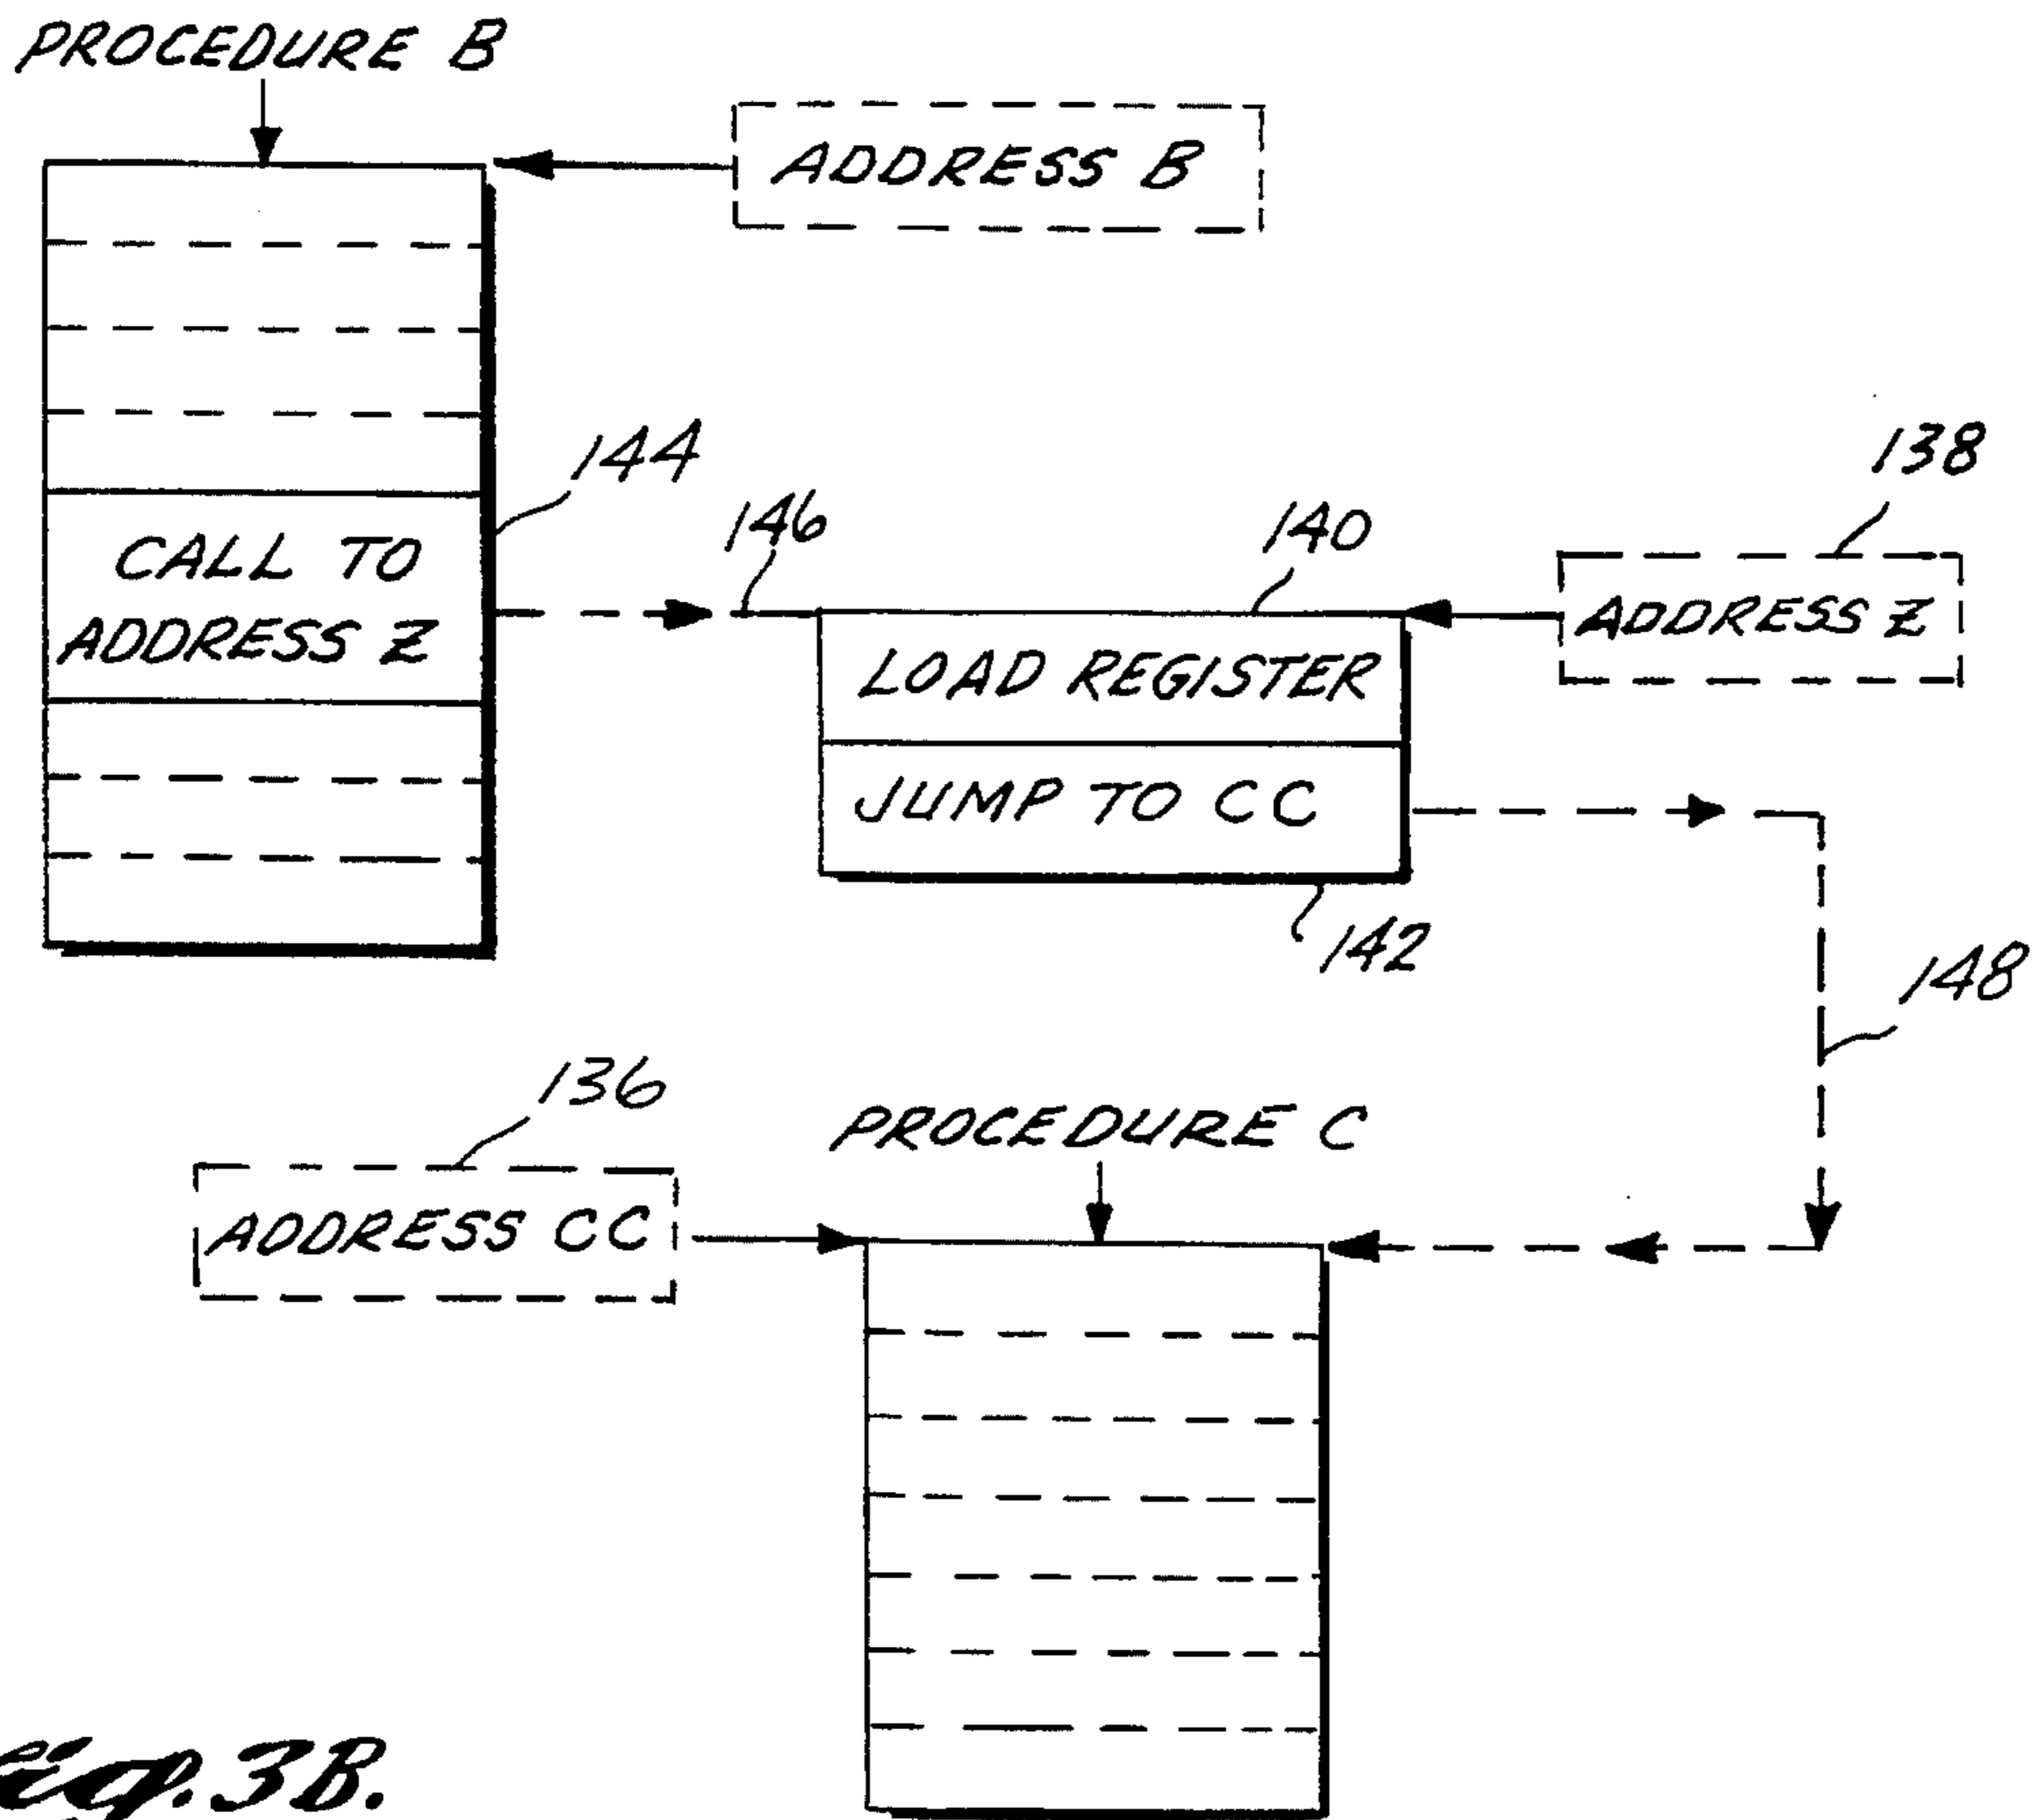 PROCEDURE B
ADDRESS B
144
138
146
140
CALL TO
ADDRESS Z
ADDRESS Z
LOAD REGISTER
JUMP TO CC
142
148
136
PROCEDURE C
ADDRESS CC
Fig. 3B.